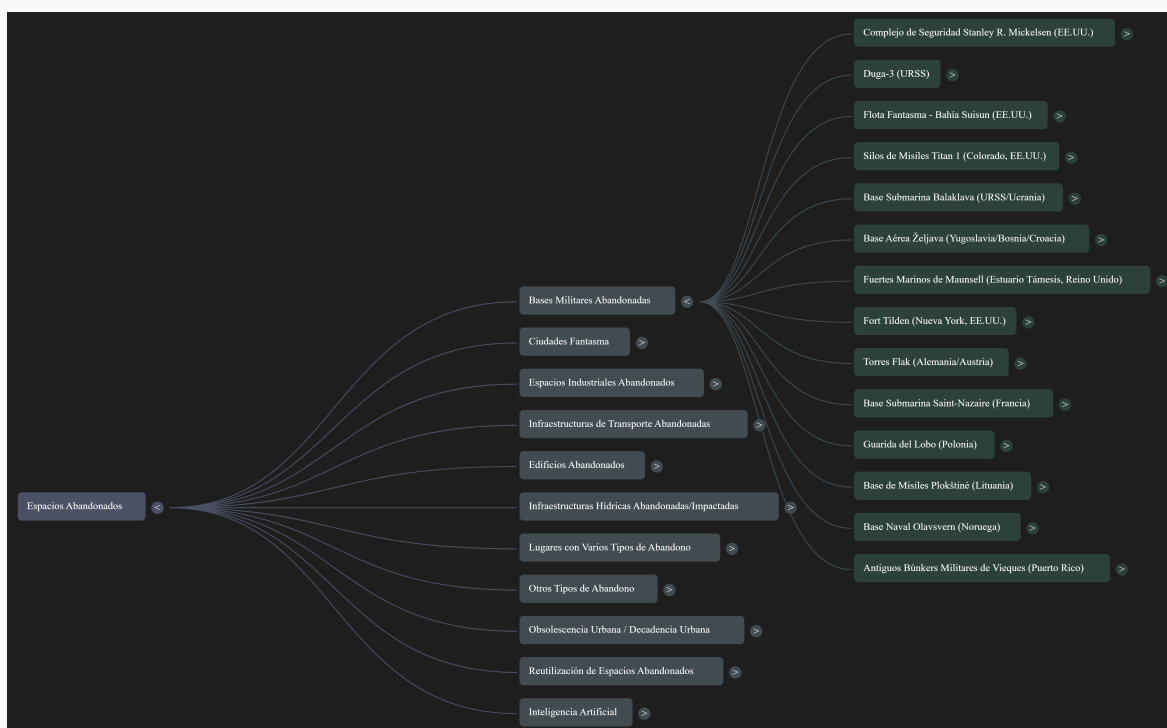 Espacios Abandonados <
Bases Militares Abandonadas <
Ciudades Fantasma >
Espacios Industriales Abandonados >
Infraestructuras de Transporte Abandonadas >
Edificios Abandonados >
Infraestructuras Hídricas Abandonadas/Impactadas >
Lugares con Varios Tipos de Abandono >
Otros Tipos de Abandono >
Obsolescencia Urbana / Decadencia Urbana >
Reutilización de Espacios Abandonados >
Inteligencia Artificial >
Complejo de Seguridad Stanley R. Mickelsen (EE.UU.) >
Duga-3 (URSS) >
Flota Fantasma - Bahía Suisun (EE.UU.) >
Silos de Misiles Titan 1 (Colorado, EE.UU.) >
Base Submarina Balaklava (URSS/Ucrania) >
Base Aérea Željava (Yugoslavia/Bosnia/Croacia) >
Fuertes Marinos de Maunsell (Estuario Támesis, Reino Unido) >
Fort Tilden (Nueva York, EE.UU.) >
Torres Flak (Alemania/Austria) >
Base Submarina Saint-Nazaire (Francia) >
Guarida del Lobo (Polonia) >
Base de Misiles Plokštinė (Lituania) >
Base Naval Olavsvern (Noruega) >
Antiguos Búnkers Militares de Vieques (Puerto Rico) >